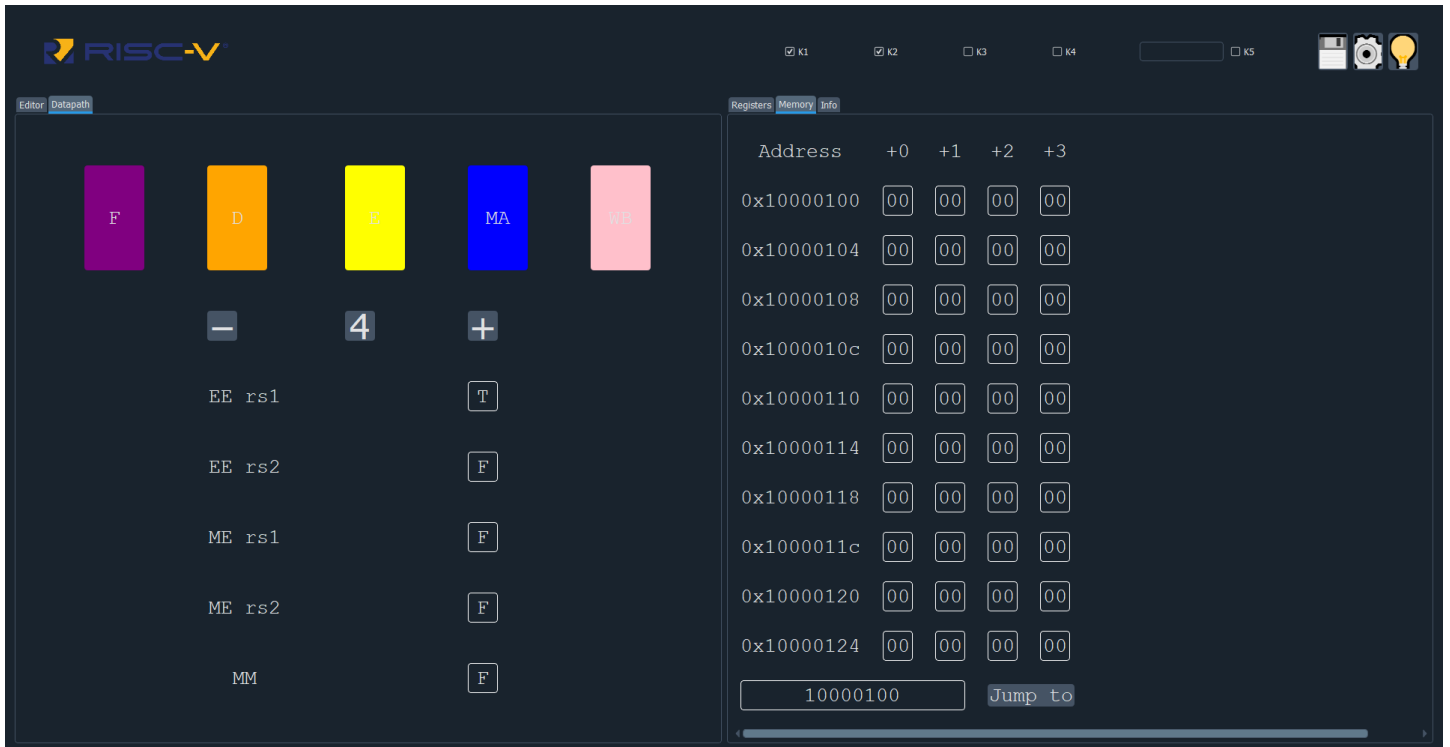 RISC-V
K1 K2 K3 K4 K5
Editor Datapath
F D E MA WB
− 4 +
EE rs1 T
EE rs2 F
ME rs1 F
ME rs2 F
MM F
Registers Memory Info
Address +0 +1 +2 +3
0x10000100 00 00 00 00
0x10000104 00 00 00 00
0x10000108 00 00 00 00
0x1000010c 00 00 00 00
0x10000110 00 00 00 00
0x10000114 00 00 00 00
0x10000118 00 00 00 00
0x1000011c 00 00 00 00
0x10000120 00 00 00 00
0x10000124 00 00 00 00
10000100 Jump to